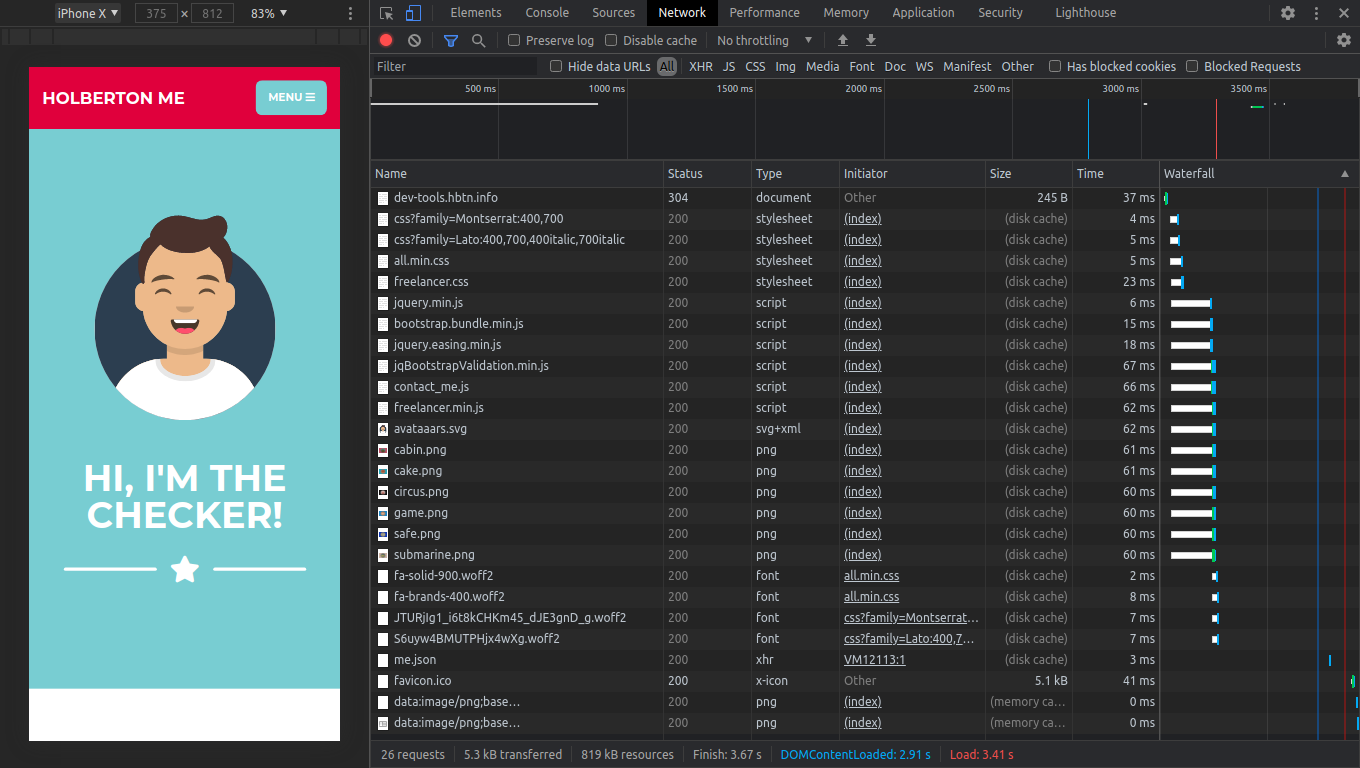 iPhone X ▼ 375 × 812 83% ▼
Elements Console Sources Network Performance Memory Application Security Lighthouse
Preserve log Disable cache No throttling ▼
Filter Hide data URLs All XHR JS CSS Img Media Font Doc WS Manifest Other Has blocked cookies Blocked Requests
500 ms 1000 ms 1500 ms 2000 ms 2500 ms 3000 ms 3500 ms
HOLBERTON ME MENU
HI, I'M THE
CHECKER!
Name Status Type Initiator Size Time Waterfall
dev-tools.hbtn.info 304 document Other 245 B 37 ms
css?family=Montserrat:400,700 200 stylesheet (index) (disk cache) 4 ms
css?family=Lato:400,700,400italic,700italic 200 stylesheet (index) (disk cache) 5 ms
all.min.css 200 stylesheet (index) (disk cache) 5 ms
freelancer.css 200 stylesheet (index) (disk cache) 23 ms
jquery.min.js 200 script (index) (disk cache) 6 ms
bootstrap.bundle.min.js 200 script (index) (disk cache) 15 ms
jquery.easing.min.js 200 script (index) (disk cache) 18 ms
jqBootstrapValidation.min.js 200 script (index) (disk cache) 67 ms
contact_me.js 200 script (index) (disk cache) 66 ms
freelancer.min.js 200 script (index) (disk cache) 62 ms
avataaars.svg 200 svg+xml (index) (disk cache) 62 ms
cabin.png 200 png (index) (disk cache) 61 ms
cake.png 200 png (index) (disk cache) 61 ms
circus.png 200 png (index) (disk cache) 60 ms
game.png 200 png (index) (disk cache) 60 ms
safe.png 200 png (index) (disk cache) 60 ms
submarine.png 200 png (index) (disk cache) 60 ms
fa-solid-900.woff2 200 font all.min.css (disk cache) 2 ms
fa-brands-400.woff2 200 font all.min.css (disk cache) 8 ms
JTURjIg1_i6t8kCHKm45_dJE3gnD_g.woff2 200 font css?family=Montserrat... (disk cache) 7 ms
S6uyw4BMUTPHjx4wXg.woff2 200 font css?family=Lato:400,7... (disk cache) 7 ms
me.json 200 xhr VM12113:1 (disk cache) 3 ms
favicon.ico 200 x-icon Other 5.1 kB 41 ms
data:image/png;base... 200 png (index) (memory ca... 0 ms
data:image/png;base... 200 png (index) (memory ca... 0 ms
26 requests 5.3 kB transferred 819 kB resources Finish: 3.67 s DOMContentLoaded: 2.91 s Load: 3.41 s